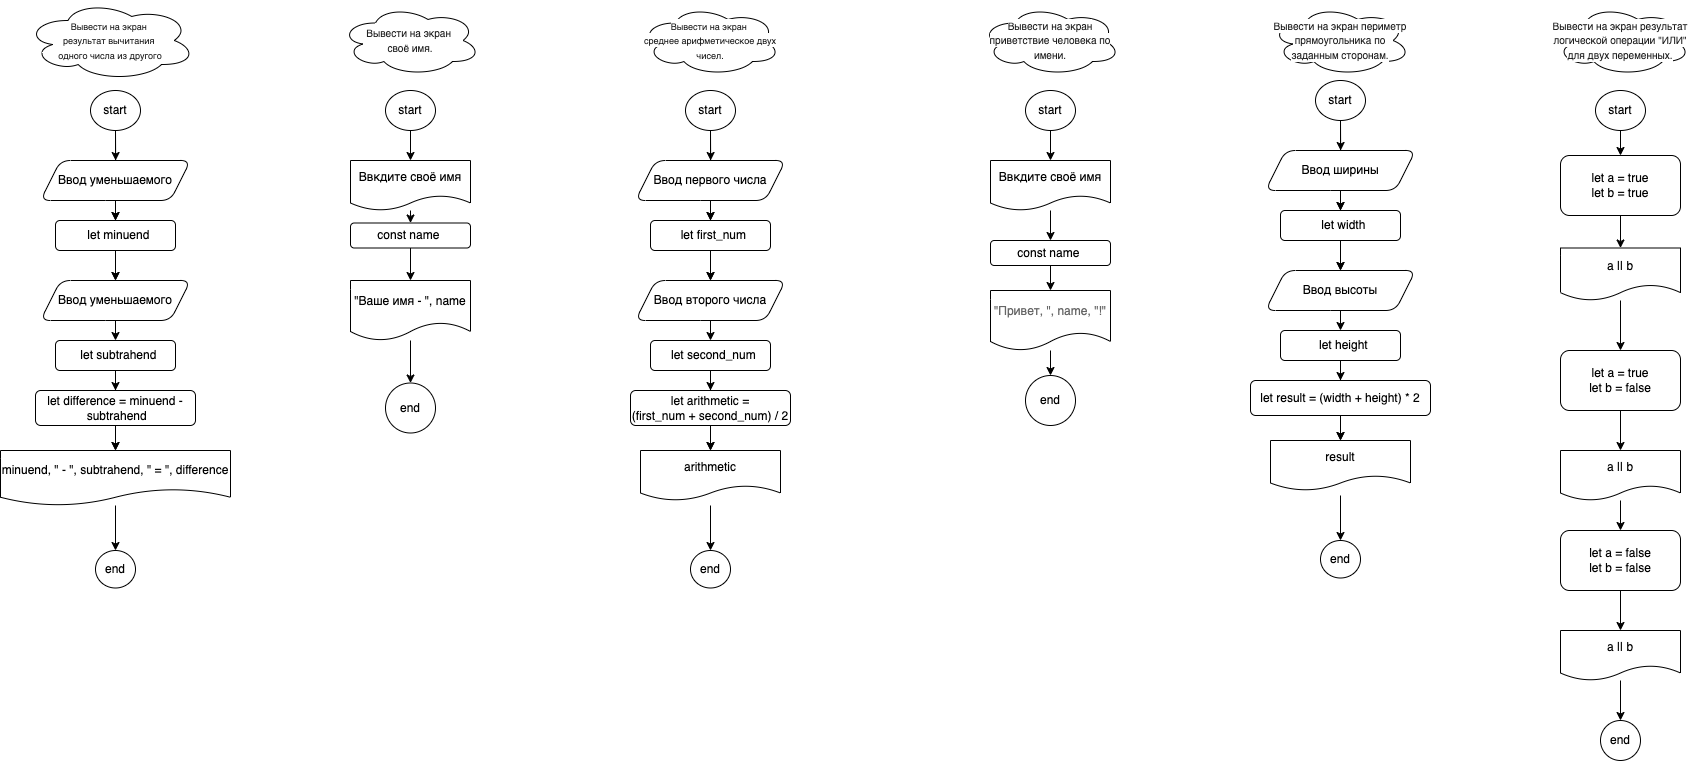 Вывести на экран
результат вычитания
одного числа из другого
start
Ввод уменьшаемого
let minuend
Ввод уменьшаемого
let subtrahend
let difference = minuend -
subtrahend
minuend, " - ", subtrahend, " = ", difference
end
Вывести на экран
своё имя.
start
Ввкдите своё имя
const name
"Ваше имя - ", name
end
Вывести на экран
среднее арифметическое двух
чисел.
start
Ввод первого числа
let first_num
Ввод второго числа
let second_num
let arithmetic =
(first_num + second_num) / 2
arithmetic
end
Вывести на экран
приветствие человека по
имени.
start
Ввкдите своё имя
const name
"Привет, ", name, "!"
end
Вывести на экран периметр
прямоугольника по
заданным сторонам.
start
Ввод ширины
let width
Ввод высоты
let height
let result = (width + height) * 2
result
end
Вывести на экран результат
логической операции "ИЛИ"
для двух переменных.
start
let a = true
let b = true
a || b
let a = true
let b = false
a || b
let a = false
let b = false
a || b
end